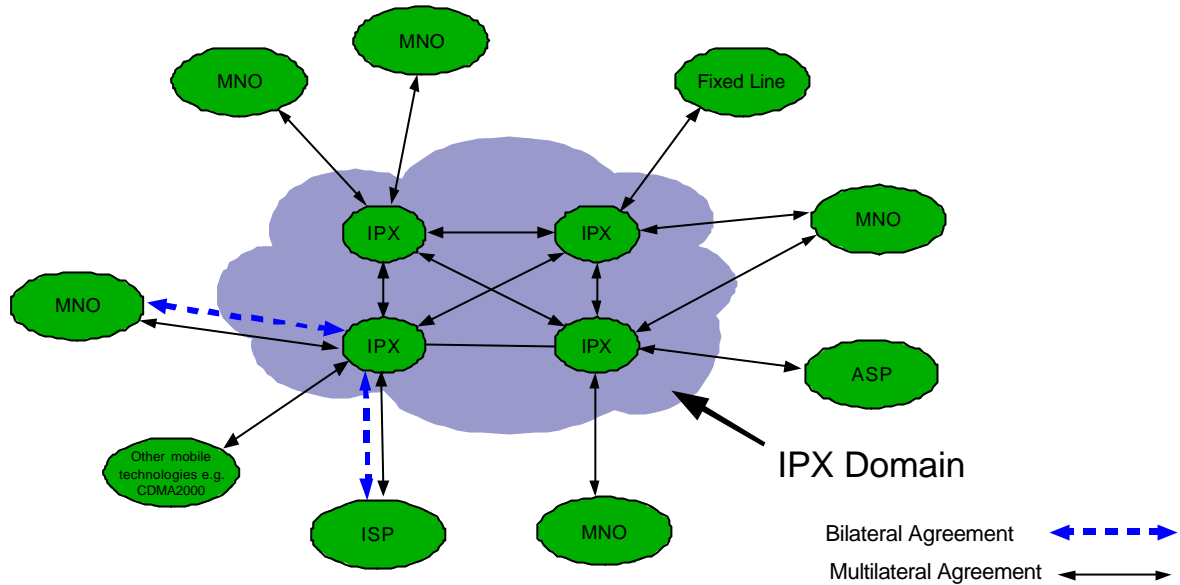 MNO
MNO
Fixed Line
MNO
IPX
IPX
MNO
IPX
IPX
ASP
Other mobile
technologies e.g.
CDMA2000
ISP
MNO
IPX Domain
Bilateral Agreement
Multilateral Agreement